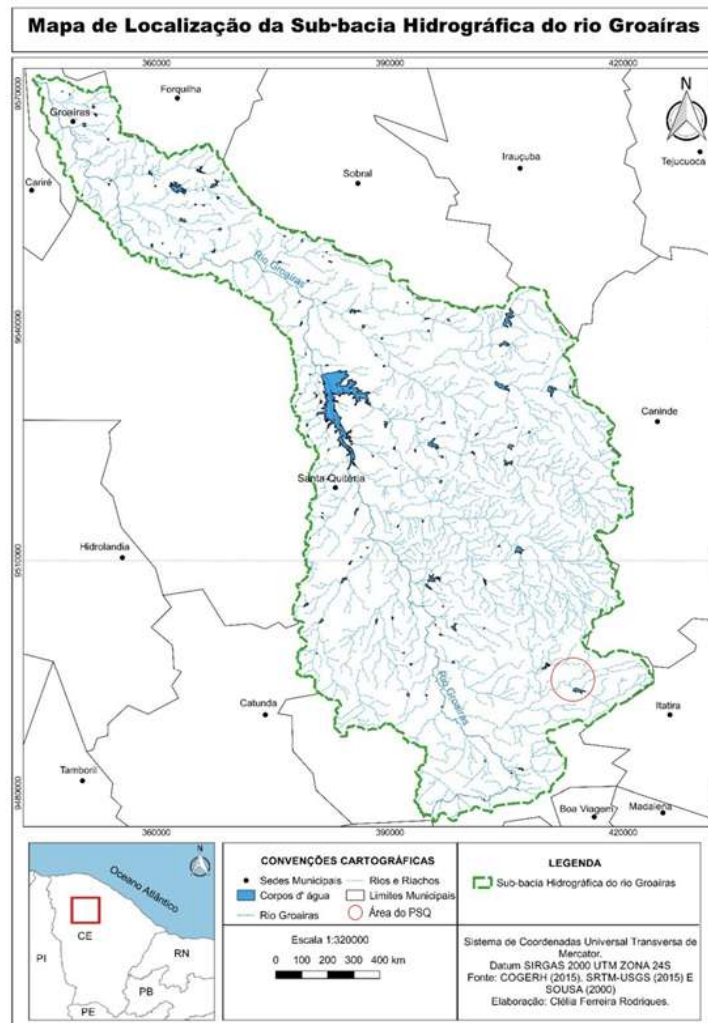 Mapa de Localização da Sub-bacia Hidrográfica do rio Groaíras
360000
390000
420000
9570000
Forquilha
N
Groaíras
Irauçuba
Tejucuoca
Sobral
Cariré
Rio Groaíras
9540000
Caninde
Santa Quitéria
Hidrolandia
9510000
Rio Groaíras
Catunda
Itatira
Tamboril
9480000
Boa Viagem
Madalena
360000
390000
420000
N
Oceano Atlântico
CE
PI
RN
PB
PE
CONVENÇÕES CARTOGRÁFICAS
Sedes Municipais
Rios e Riachos
Corpos d' água
Limites Municipais
Rio Groairas
Área do PSQ
Escala 1:320000
0 100 200 300 400 km
LEGENDA
Sub-bacia Hidrográfica do rio Groaíras
Sistema de Coordenadas Universal Transversa de
Mercator.
Datum SIRGAS 2000 UTM ZONA 24S
Fonte: COGERH (2015), SRTM-USGS (2015) E
SOUSA (2000)
Elaboração: Clélia Ferreira Rodrigues.